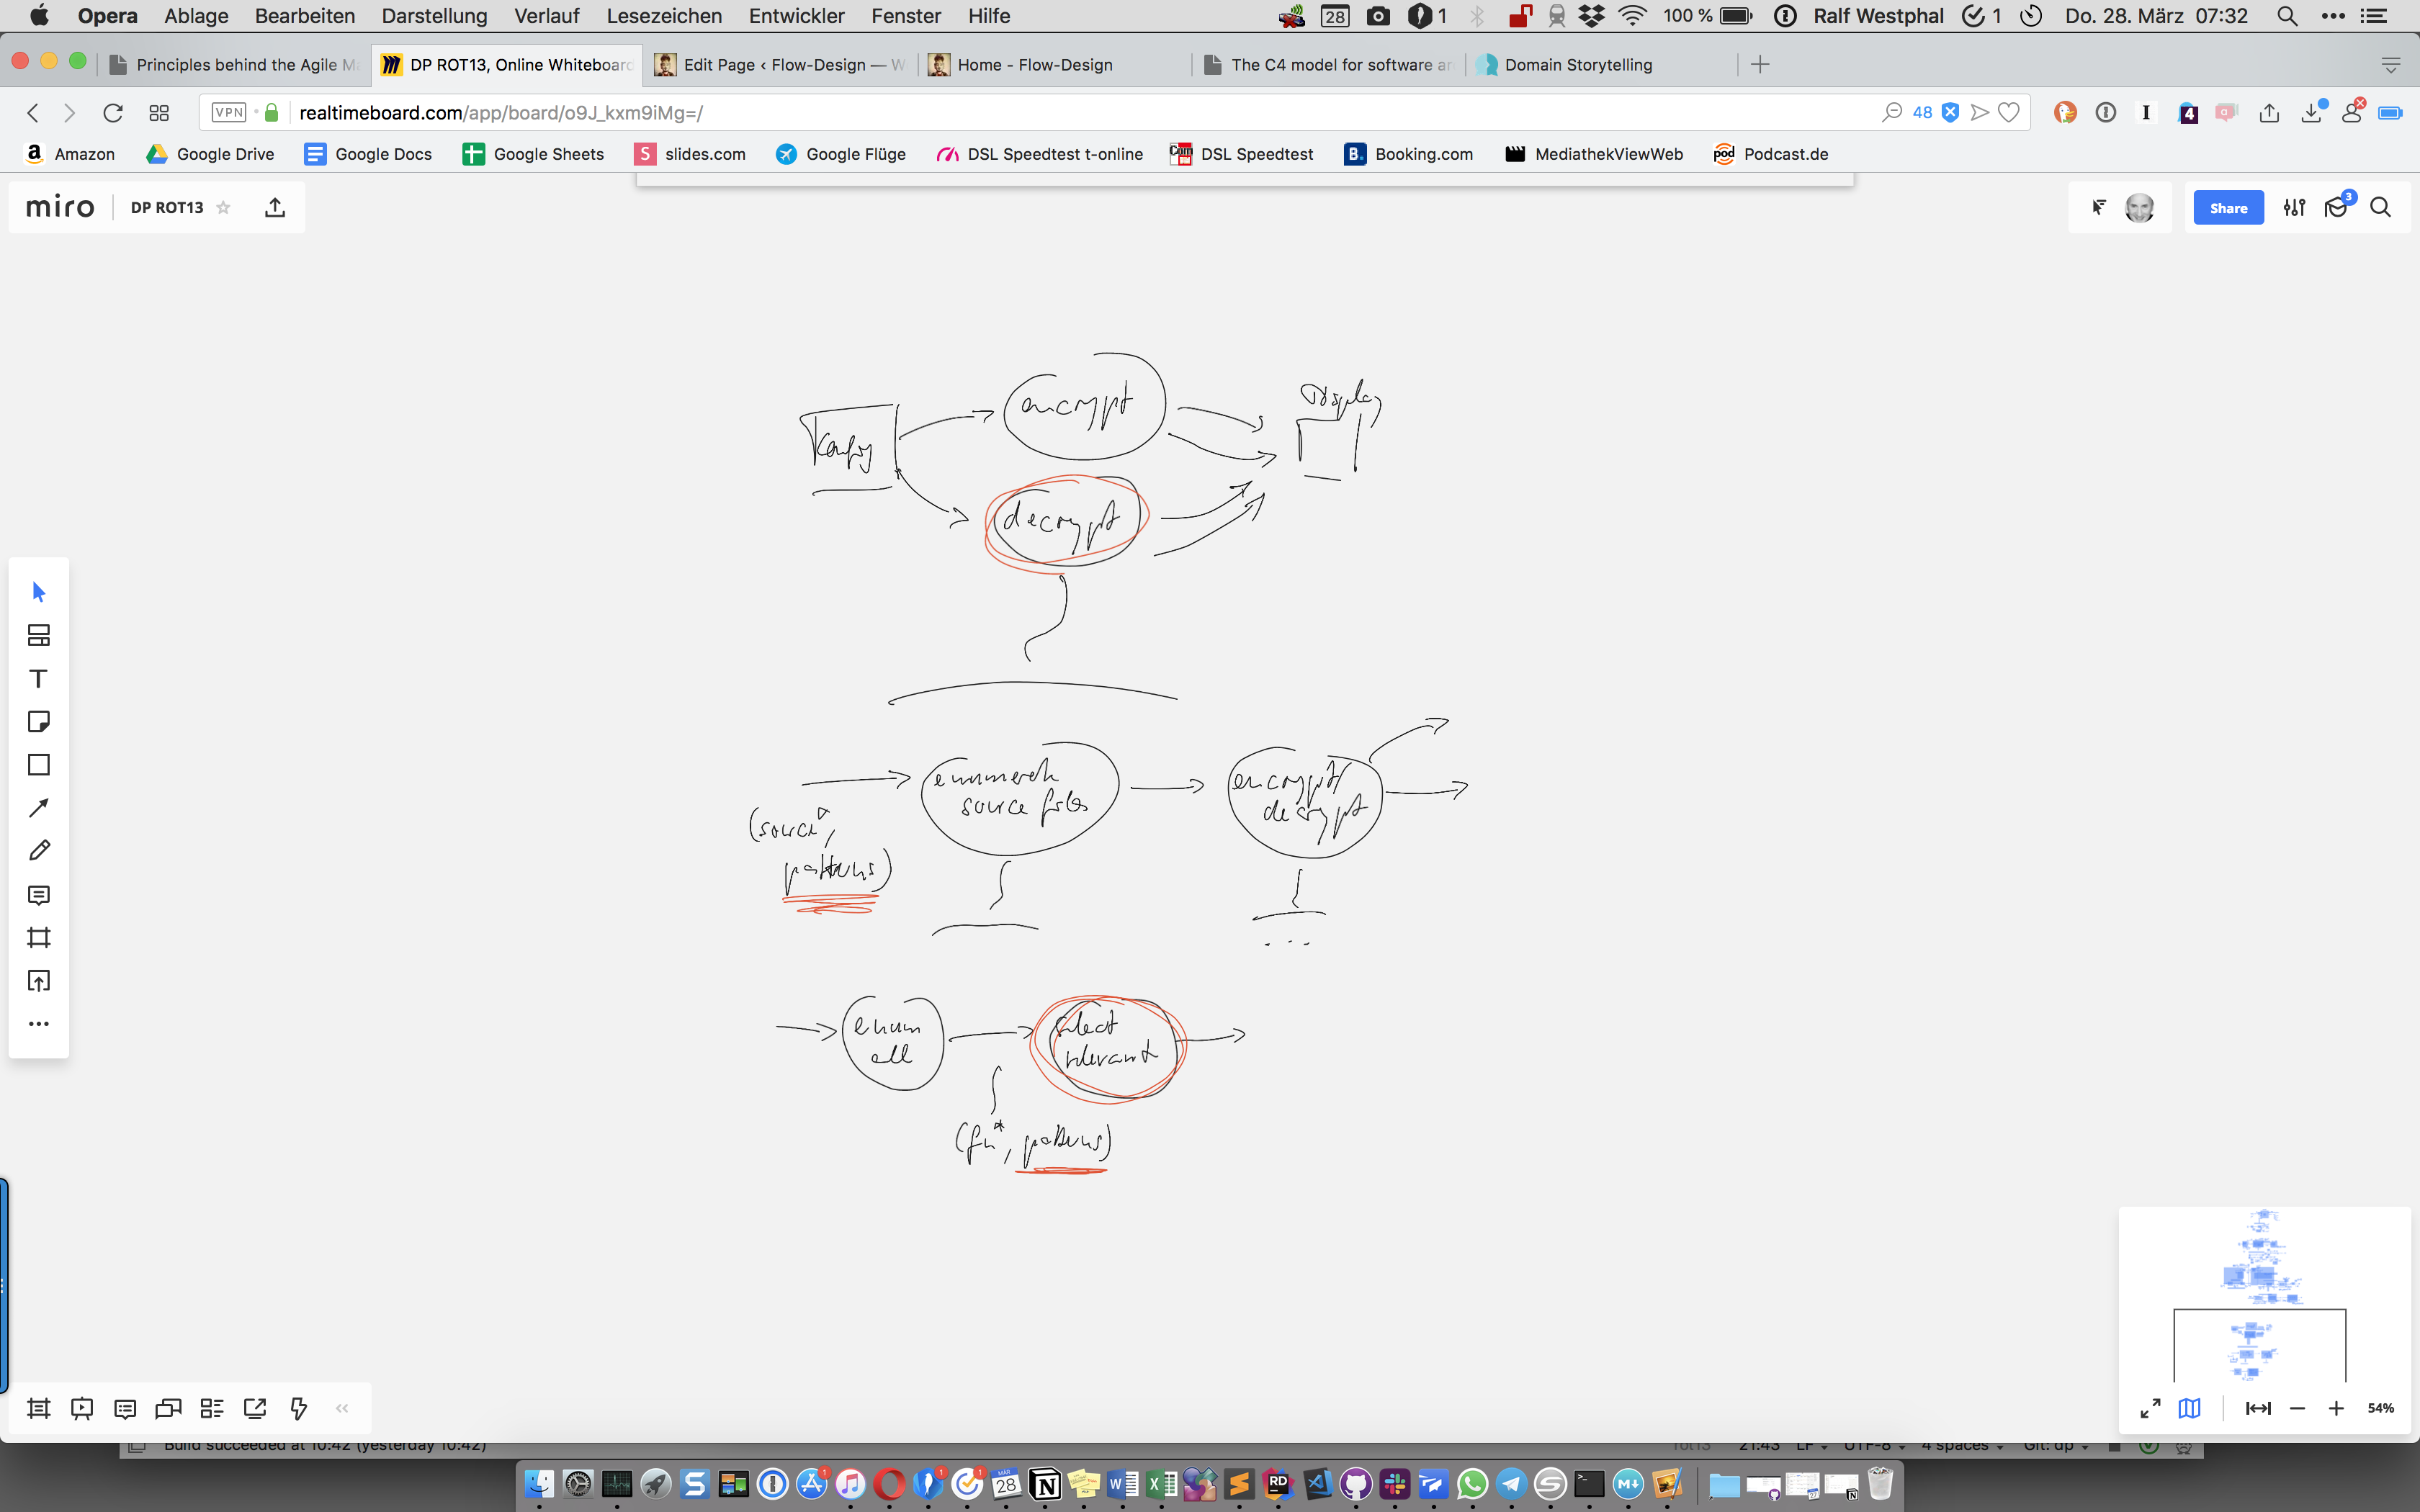 Opera Ablage Bearbeiten Darstellung Verlauf Lesezeichen Entwickler Fenster Hilfe 28 1 100 % Ralf Westphal 1 Do. 28. März 07:32
Principles behind the Agile Ma DP ROT13, Online Whiteboard Edit Page ‹ Flow-Design — W Home - Flow-Design The C4 model for software ar Domain Storytelling
VPN realtimeboard.com/app/board/o9J_kxm9iMg=/ 48 4
Amazon Google Drive Google Docs Google Sheets slides.com Google Flüge DSL Speedtest t-online DSL Speedtest Booking.com MediathekViewWeb Podcast.de
miro DP ROT13 Share 3
Display
encrypt
Config
decrypt
enumerate
source files
encrypt/
decrypt
(source*,
patterns)
enum
all
select
relevant
(fn*, patterns)
54%
Build succeeded at 10:42 (yesterday 10:42) rot13 21:43 LF UTF-8 4 spaces Git: dp